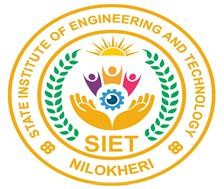 STATE INSTITUTE OF ENGINEERING AND TECHNOLOGY
SIET
NILOKHERI